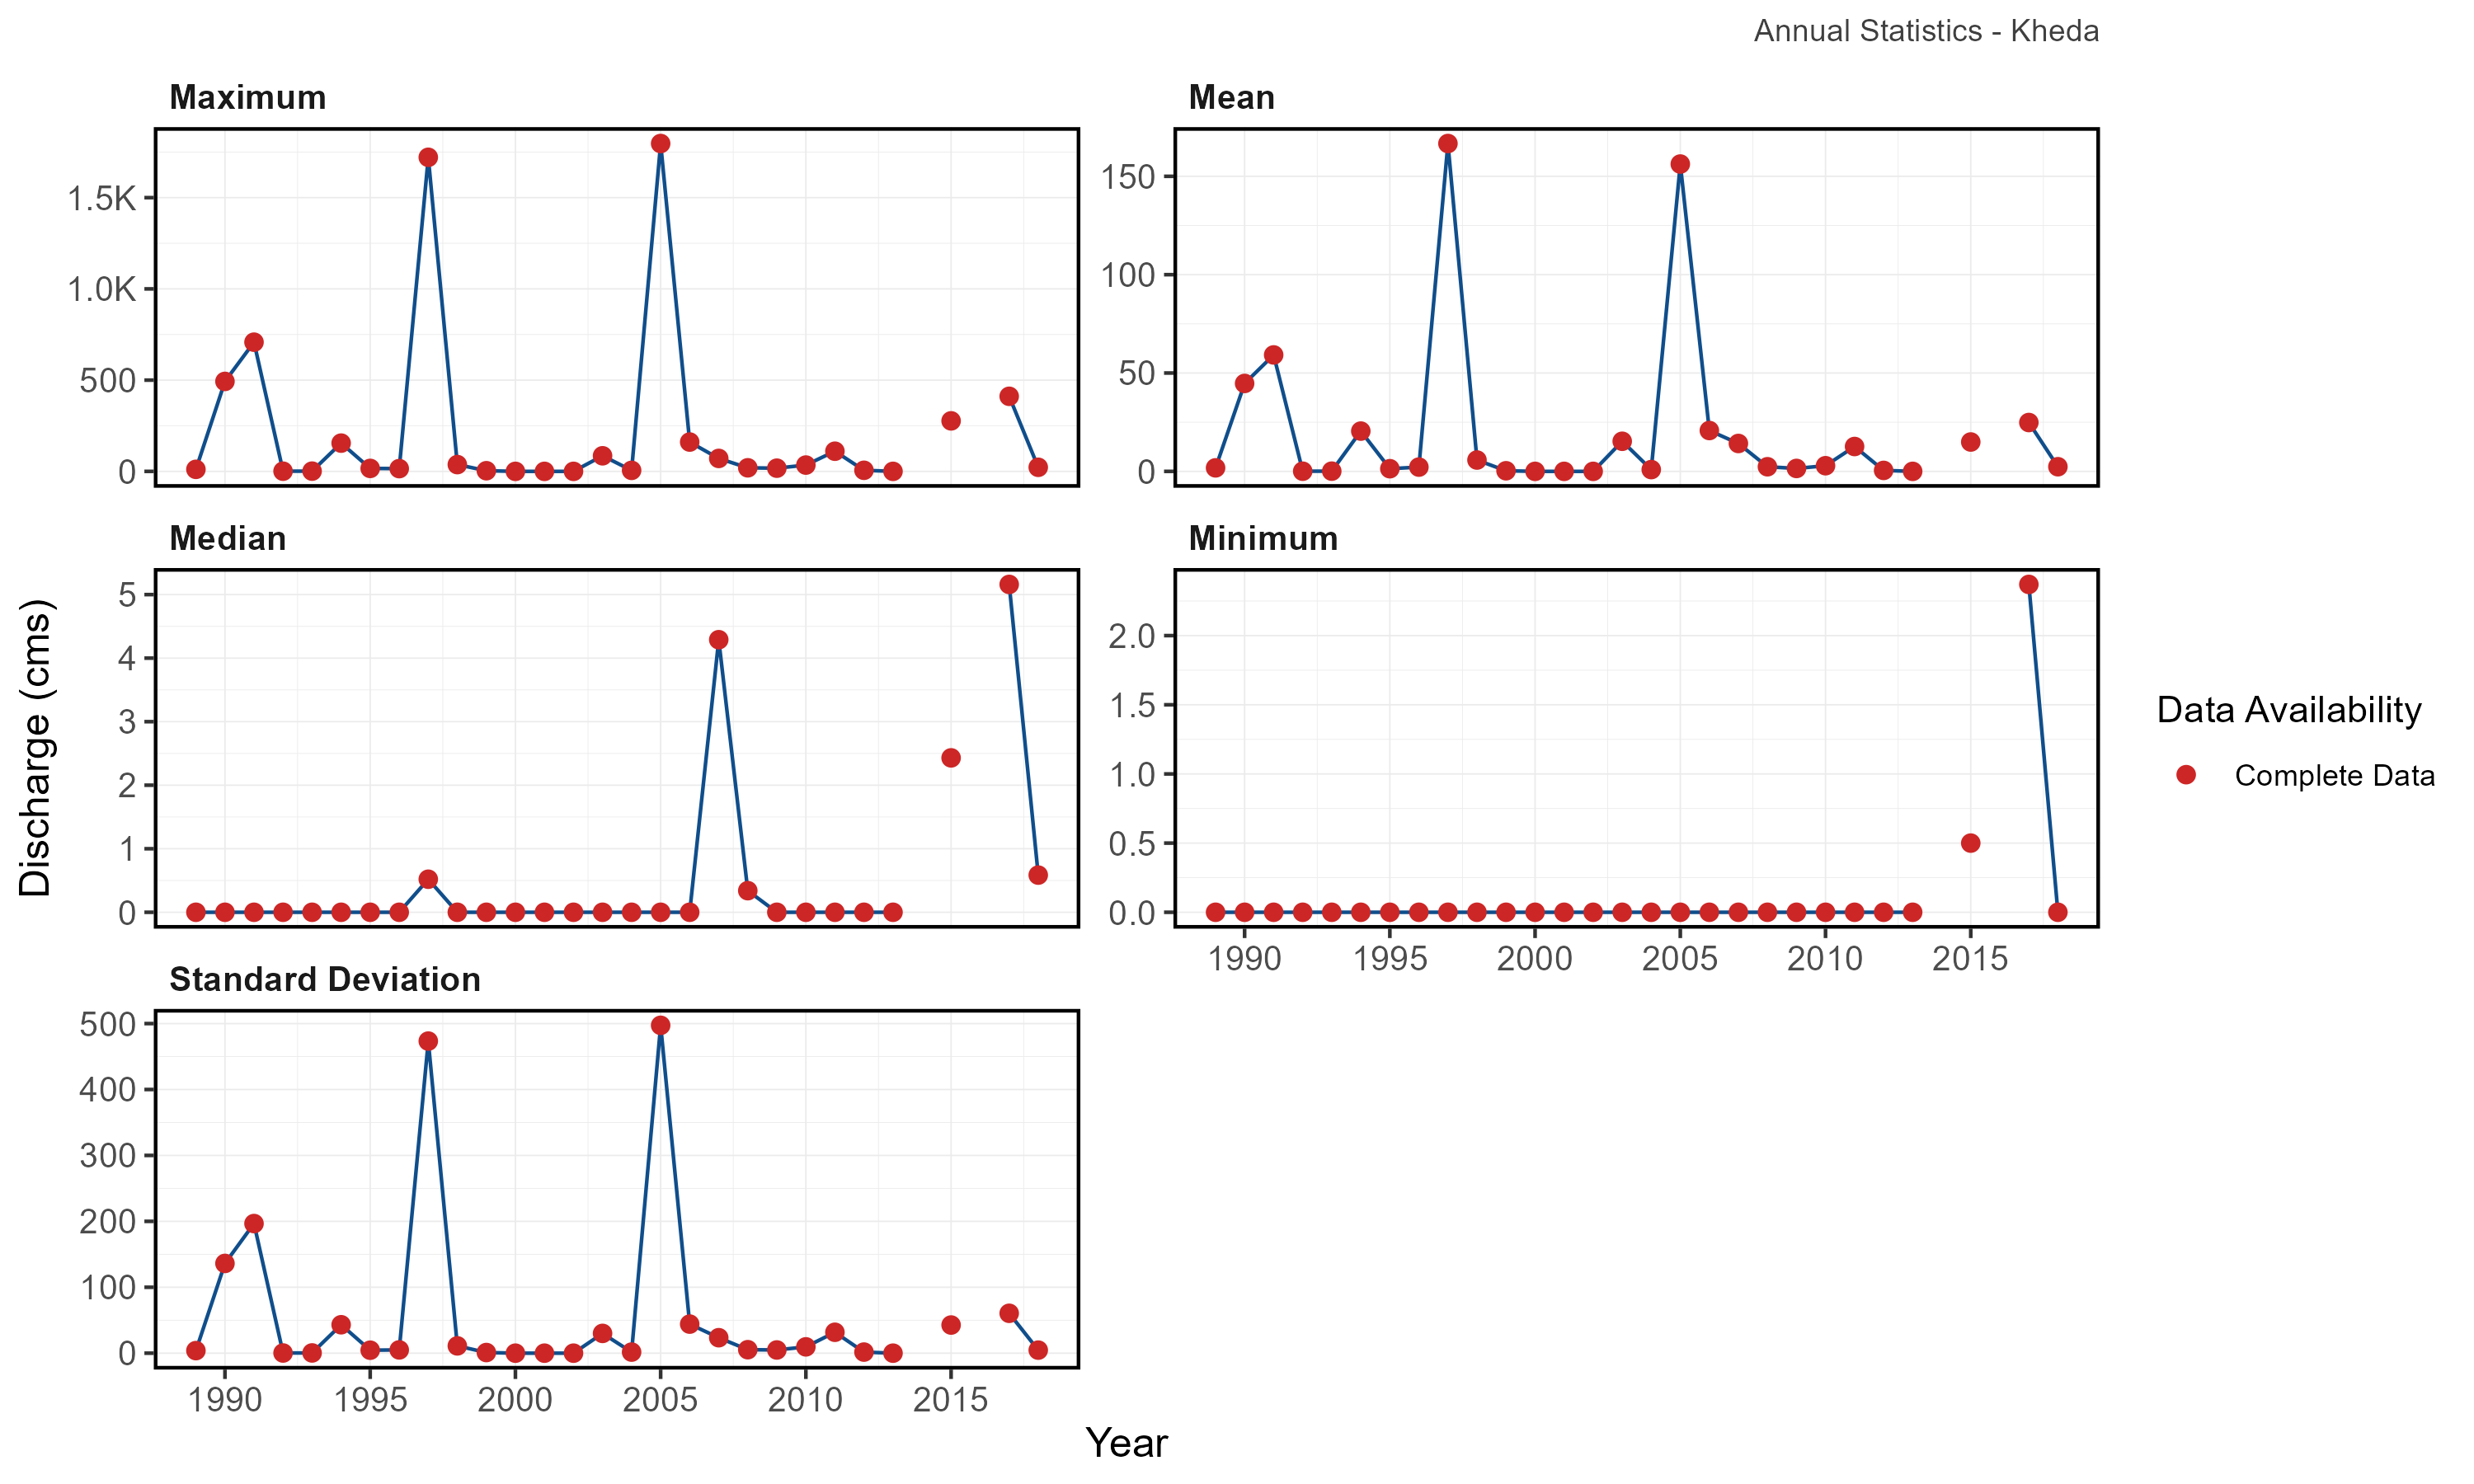 Annual Statistics - Kheda
Maximum
1.5K
1.0K
500
0
Mean
150
100
50
0
Median
5
4
3
2
1
0
Minimum
2.0
1.5
1.0
0.5
0.0
1990 1995 2000 2005 2010 2015
Standard Deviation
500
400
300
200
100
0
1990 1995 2000 2005 2010 2015
Discharge (cms)
Year
Data Availability
Complete Data